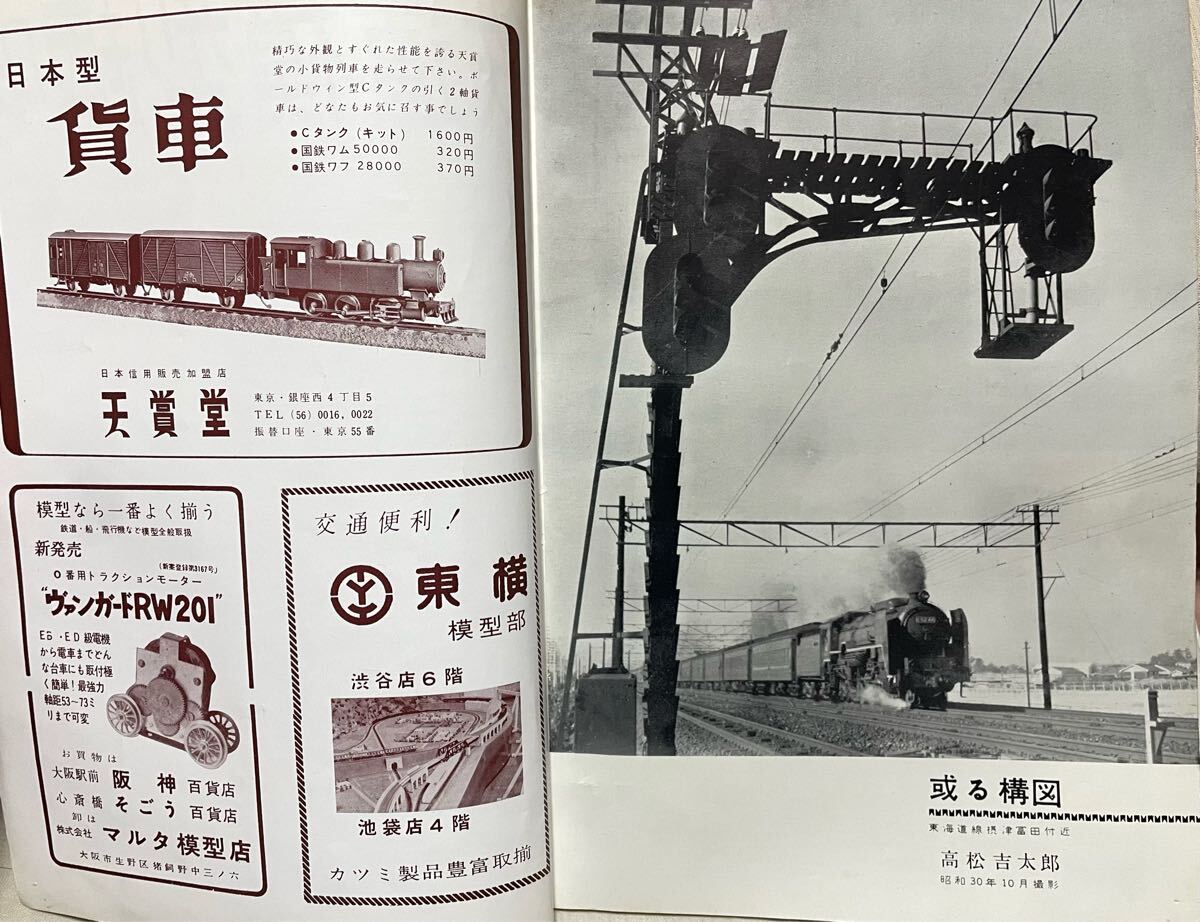 日本型
貨車
精巧な外観とすぐれた性能を誇る天賞
堂の小貨物列車を走らせて下さい。ボ
ールドウィン型Cタンクの引く2軸貨
車は、どなたもお気に召す事でしょう
●Cタンク(キット) 1600円
●国鉄ワム50000 320円
●国鉄ワフ 28000 370円
日本信用販売加盟店
天賞堂
東京・銀座西4丁目5
TEL (56) 0016, 0022
振替口座・東京55番
模型なら一番よく揃う
鉄道・船・飛行機など模型全般取扱
新発売
(新案登録第3167号)
O番用トラクションモーター
"ヴァンガードRW201"
EB・ED級電機
から電車までどん
な台車にも取付極
く簡単!最強力
軸距53〜73ミ
リまで可変
お買物は
大阪駅前 阪神 百貨店
心斎橋 そごう 百貨店
卸は
株式会社 マルタ模型店
大阪市生野区猪飼野中三ノ六
交通便利!
東横
模型部
渋谷店6階
池袋店4階
カツミ製品豊富取揃
或る構図
東海道線摂津富田付近
高松吉太郎
昭和30年10月撮影